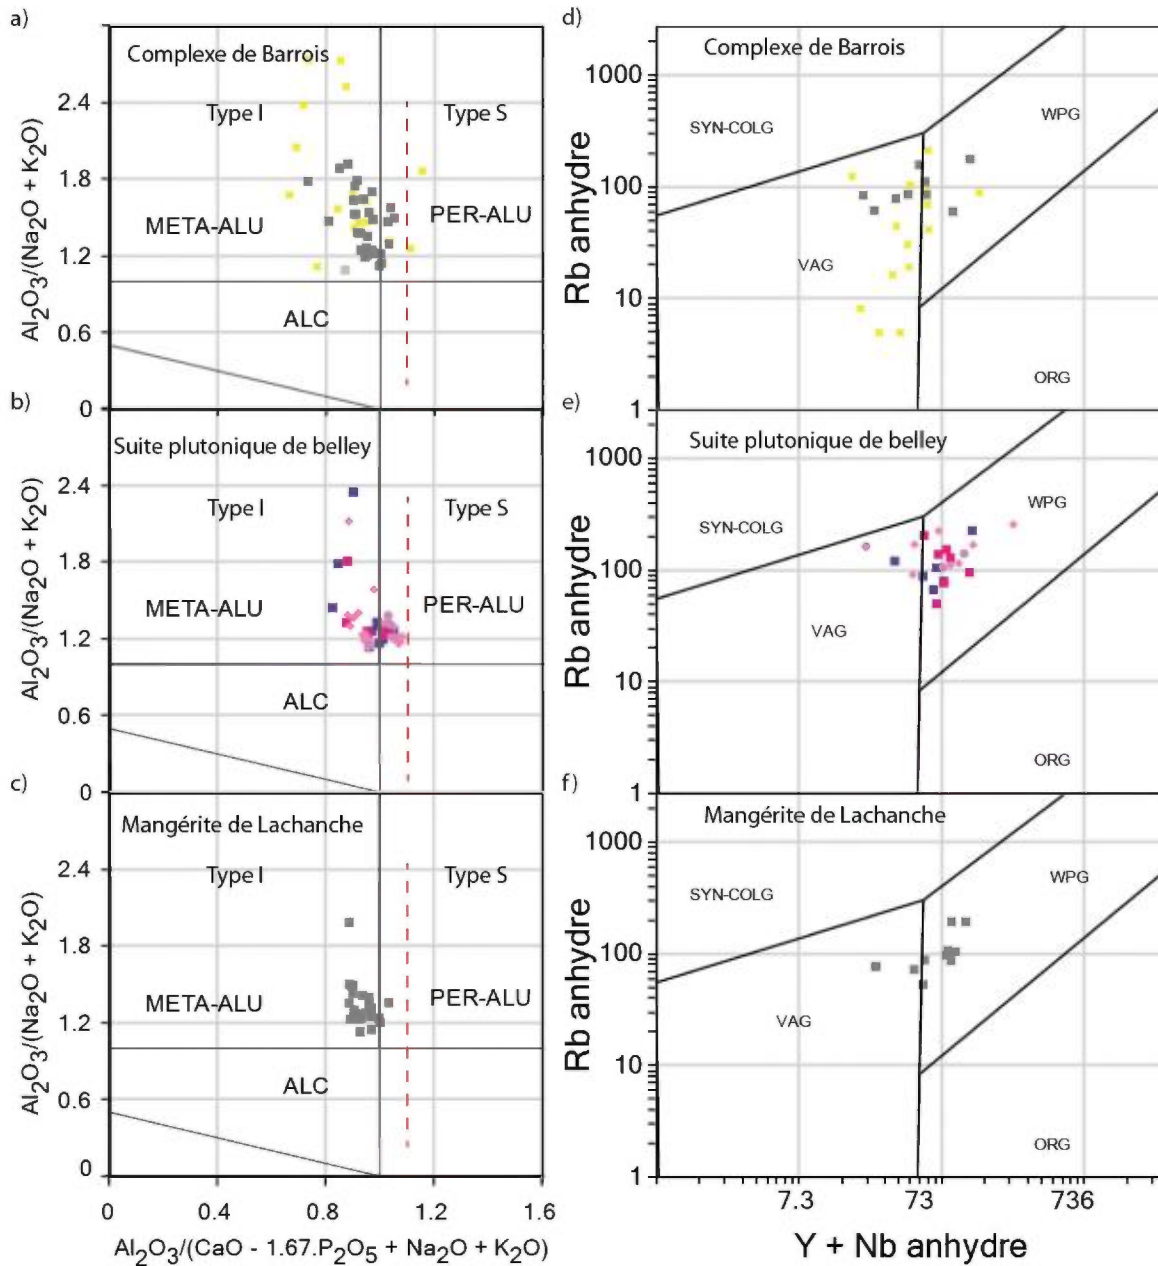 a)
Complexe de Barrois
Type I
Type S
META-ALU
PER-ALU
ALC
Al2O3/(Na2O + K2O)
2.4
1.8
1.2
0.6
0
b)
Suite plutonique de belley
Type I
Type S
META-ALU
PER-ALU
ALC
Al2O3/(Na2O + K2O)
2.4
1.8
1.2
0.6
0
c)
Mangérite de Lachanche
Type I
Type S
META-ALU
PER-ALU
ALC
Al2O3/(Na2O + K2O)
2.4
1.8
1.2
0.6
0
0
0.4
0.8
1.2
1.6
Al2O3/(CaO - 1.67.P2O5 + Na2O + K2O)
d)
Complexe de Barrois
SYN-COLG
WPG
VAG
ORG
Rb anhydre
1000
100
10
1
e)
Suite plutonique de belley
SYN-COLG
WPG
VAG
ORG
Rb anhydre
1000
100
10
1
f)
Mangérite de Lachanche
SYN-COLG
WPG
VAG
ORG
Rb anhydre
1000
100
10
1
7.3
73
736
Y + Nb anhydre